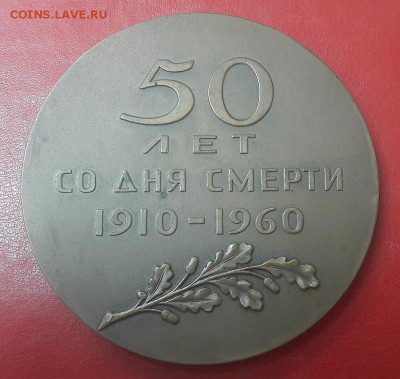 COINS.LAVE.RU
50
ЛЕТ
СО ДНЯ СМЕРТИ
1910-1960